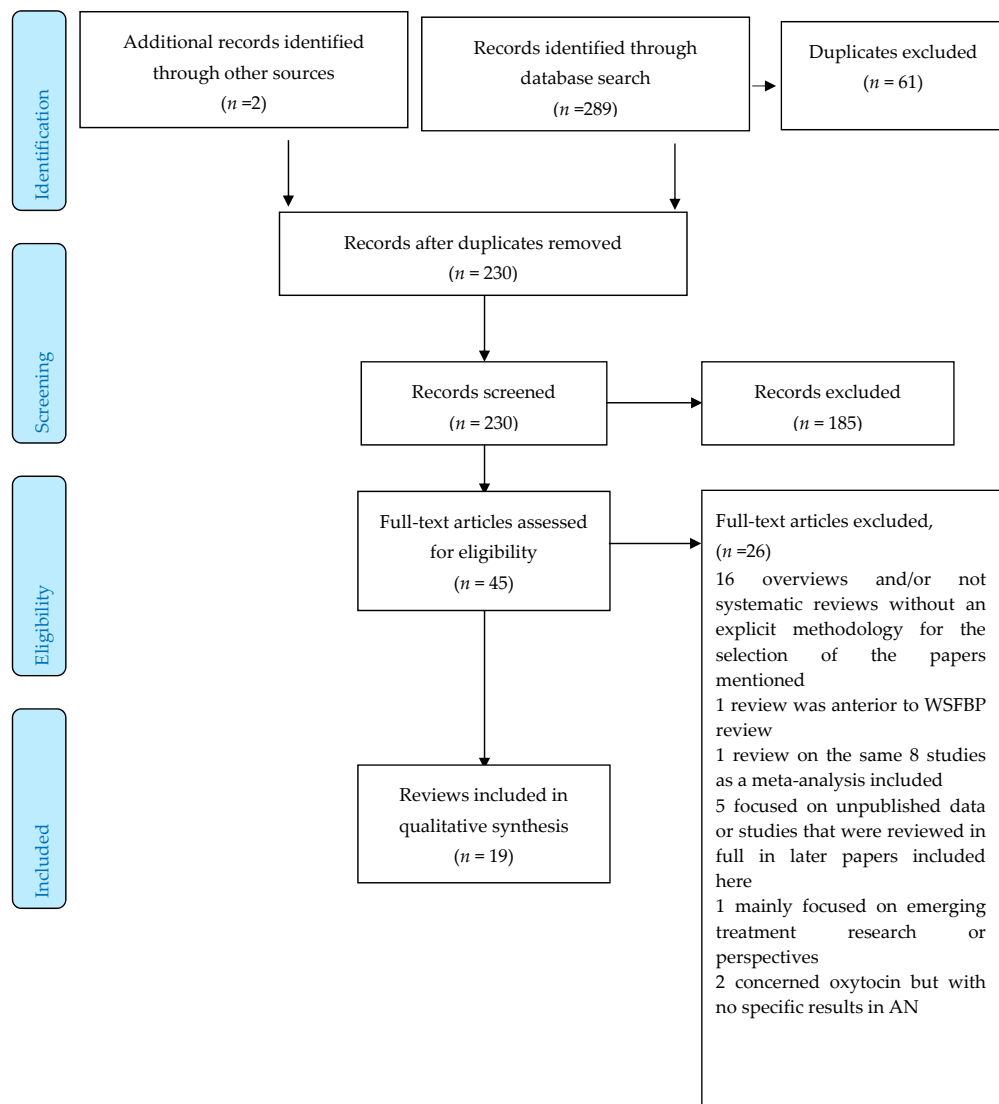 Additional records identified
through other sources
(n =2)
Records identified through
database search
(n =289)
Duplicates excluded
(n = 61)
Identification
Records after duplicates removed
(n = 230)
Screening
Records screened
(n = 230)
Records excluded
(n = 185)
Eligibility
Full-text articles assessed
for eligibility
(n = 45)
Full-text articles excluded,
(n =26)
16 overviews and/or not
systematic reviews without an
explicit methodology for the
selection of the papers
mentioned
1 review was anterior to WSFBP
review
1 review on the same 8 studies
as a meta-analysis included
5 focused on unpublished data
or studies that were reviewed in
full in later papers included
here
1 mainly focused on emerging
treatment research or
perspectives
2 concerned oxytocin but with
no specific results in AN
Included
Reviews included in
qualitative synthesis
(n = 19)